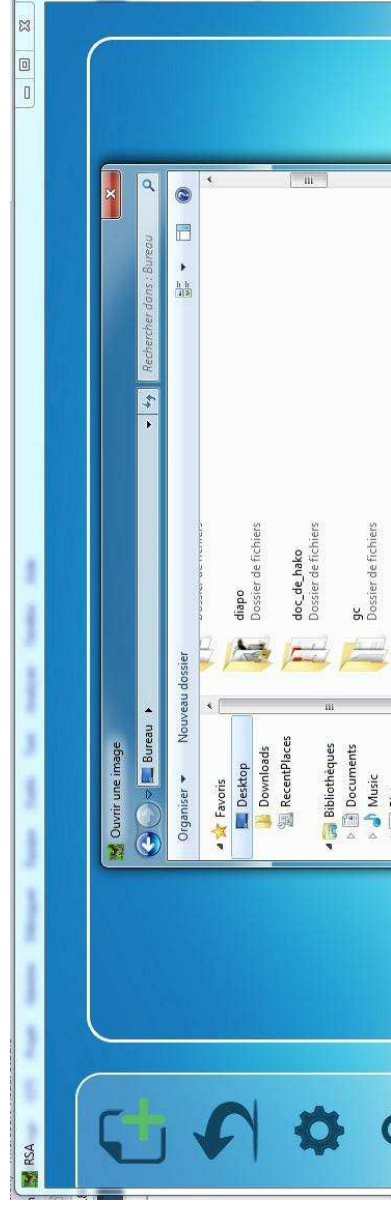 RSA
Ouvrir une image
Bureau
Rechercher dans : Bureau
Organiser
Nouveau dossier
Favoris
Desktop
Downloads
RecentPlaces
Bibliothèques
Documents
Music
diapo
Dossier de fichiers
doc_de_hako
Dossier de fichiers
gc
Dossier de fichiers